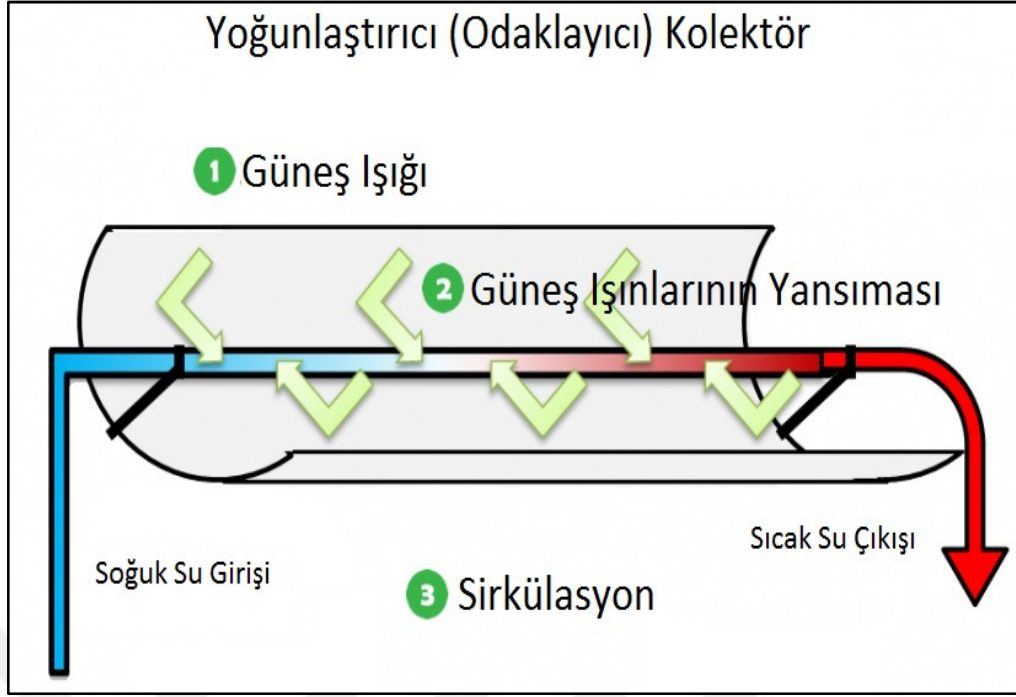 Yoğunlaştırıcı (Odaklayıcı) Kolektör
1 Güneş Işığı
2 Güneş Işınlarının Yansıması
Sıcak Su Çıkışı
Soğuk Su Girişi
3 Sirkülasyon